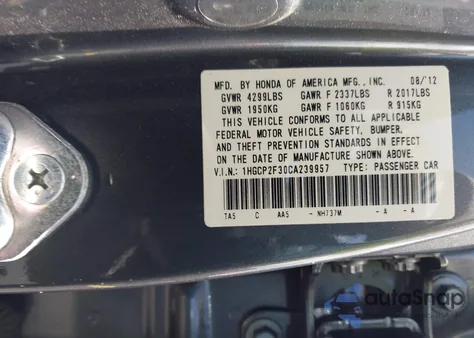 MFD. BY HONDA OF AMERICA MFG., INC. 08/12
GVWR 4299LBS GAWR F 2337LBS R 2017LBS
GVWR 1950KG GAWR F 1060KG R 915KG
THIS VEHICLE CONFORMS TO ALL APPLICABLE
FEDERAL MOTOR VEHICLE SAFETY, BUMPER,
AND THEFT PREVENTION STANDARDS IN EFFECT ON
THE DATE OF MANUFACTURE SHOWN ABOVE.
V.I.N.: 1HGCP2F30CA239957 TYPE: PASSENGER CAR
TA5 C AA5 - NH737M - A - A
autoSnap